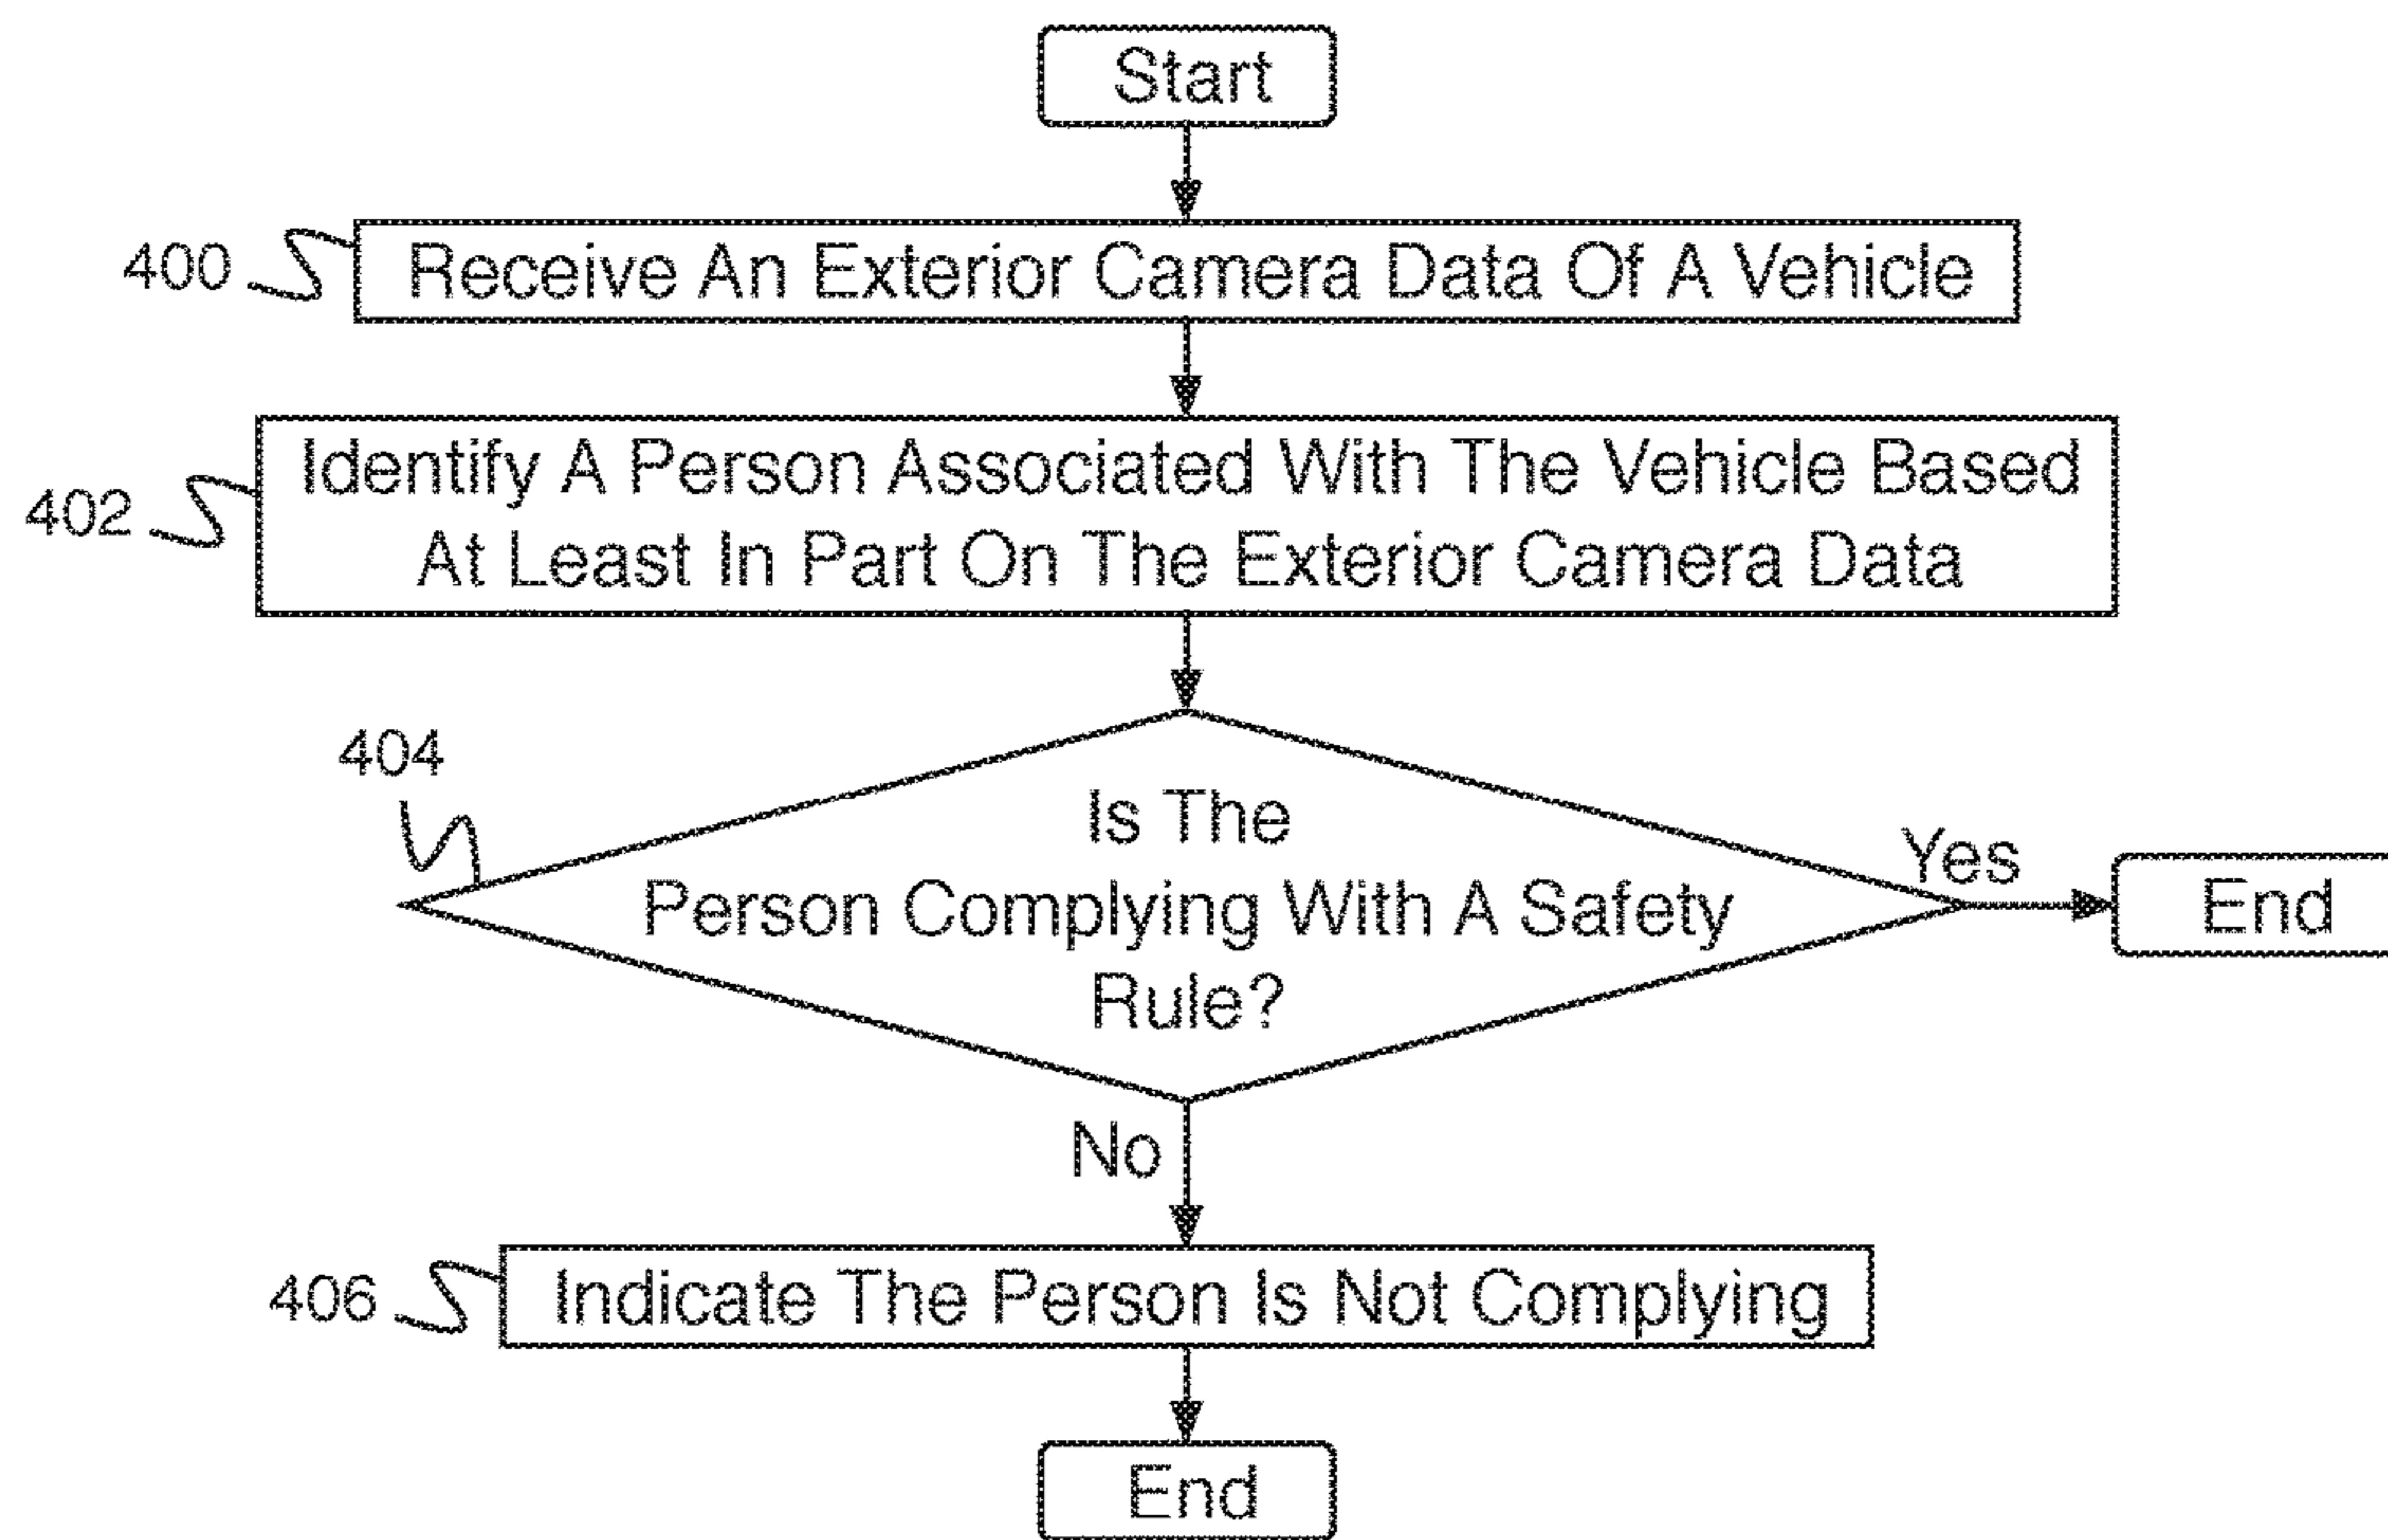 Start
400
Receive An Exterior Camera Data Of A Vehicle
402
Identify A Person Associated With The Vehicle Based
At Least In Part On The Exterior Camera Data
404
Is The
Person Complying With A Safety
Rule?
Yes
End
No
406
Indicate The Person Is Not Complying
End